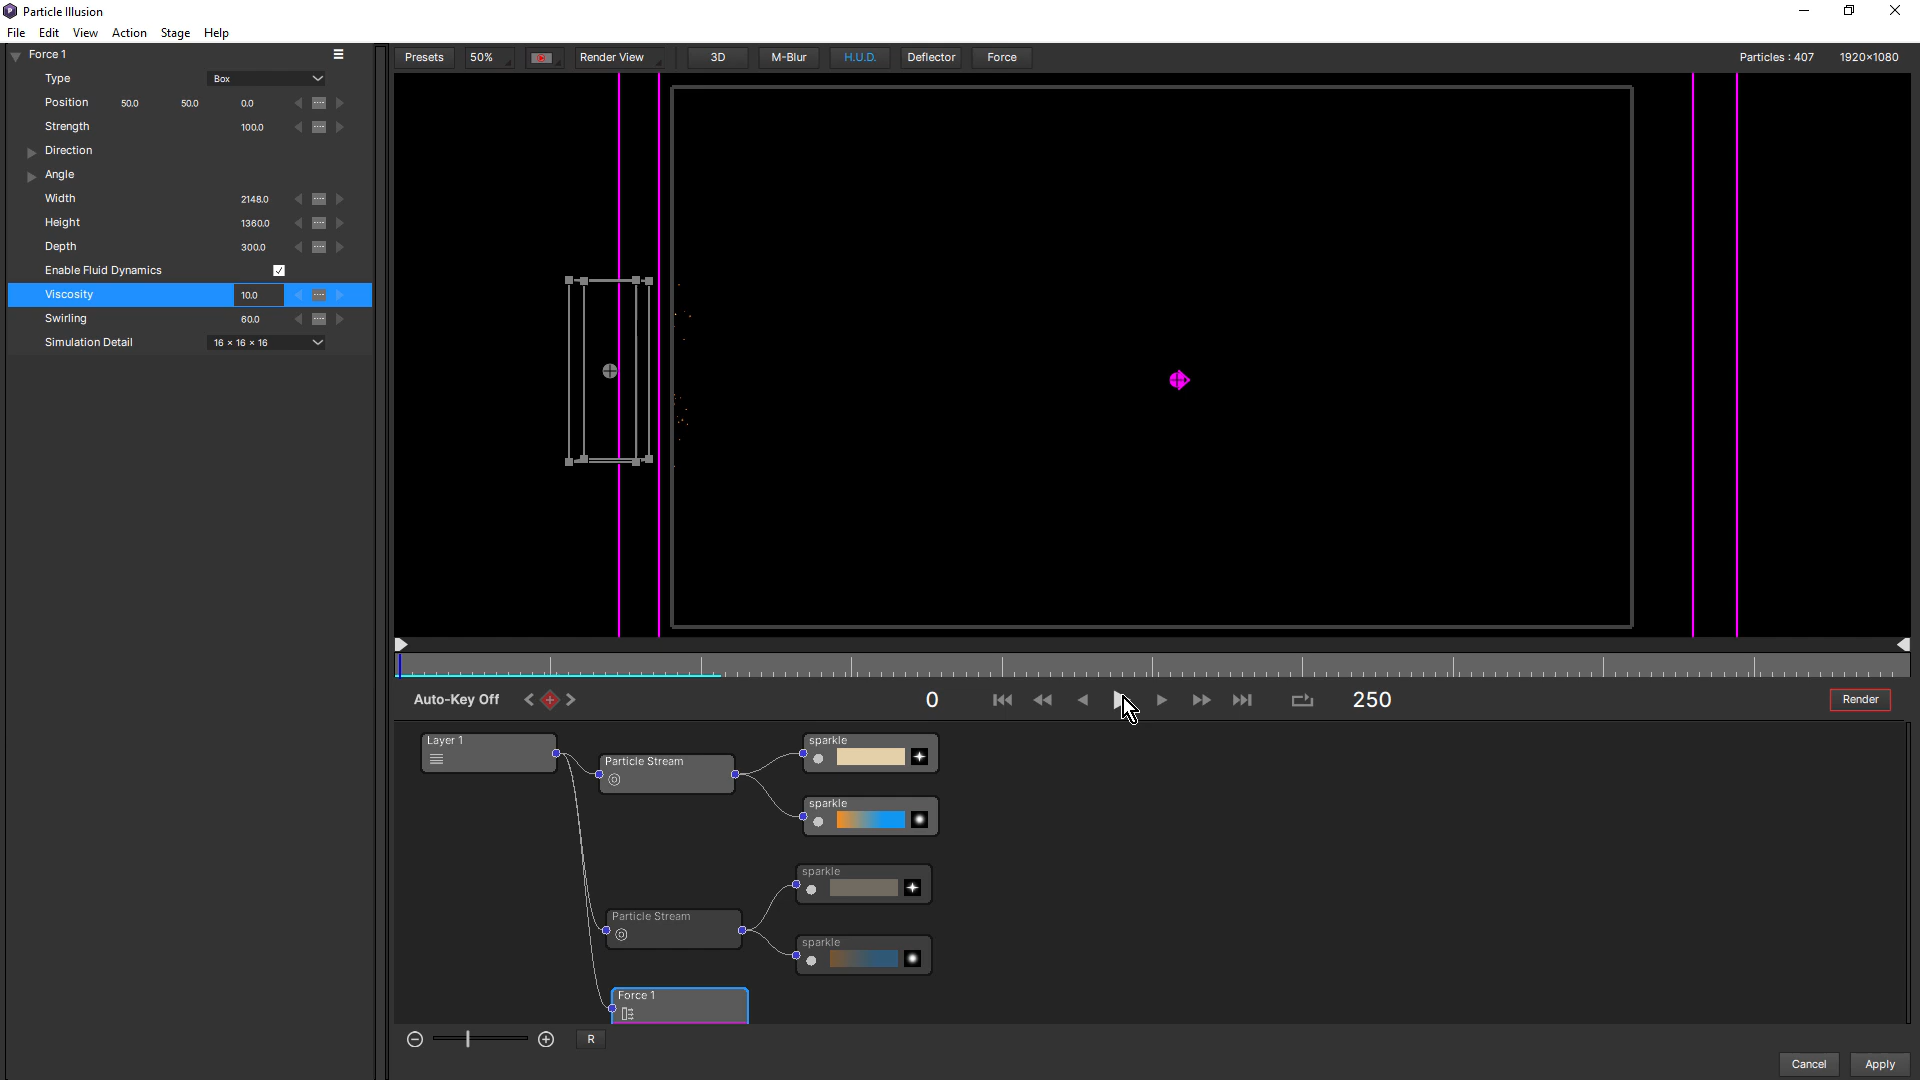 Particle Illusion
File Edit View Action Stage Help
Force 1
Type Box
Position 50.0 50.0 0.0
Strength 100.0
Direction
Angle
Width 2148.0
Height 1360.0
Depth 300.0
Enable Fluid Dynamics
Viscosity 10.0
Swirling 60.0
Simulation Detail 16 × 16 × 16
Presets 50% Render View 3D M-Blur H.U.D. Deflector Force Particles : 407 1920×1080
Auto-Key Off 0 250 Render
Layer 1
Particle Stream
sparkle
sparkle
Particle Stream
sparkle
sparkle
Force 1
R
Cancel Apply